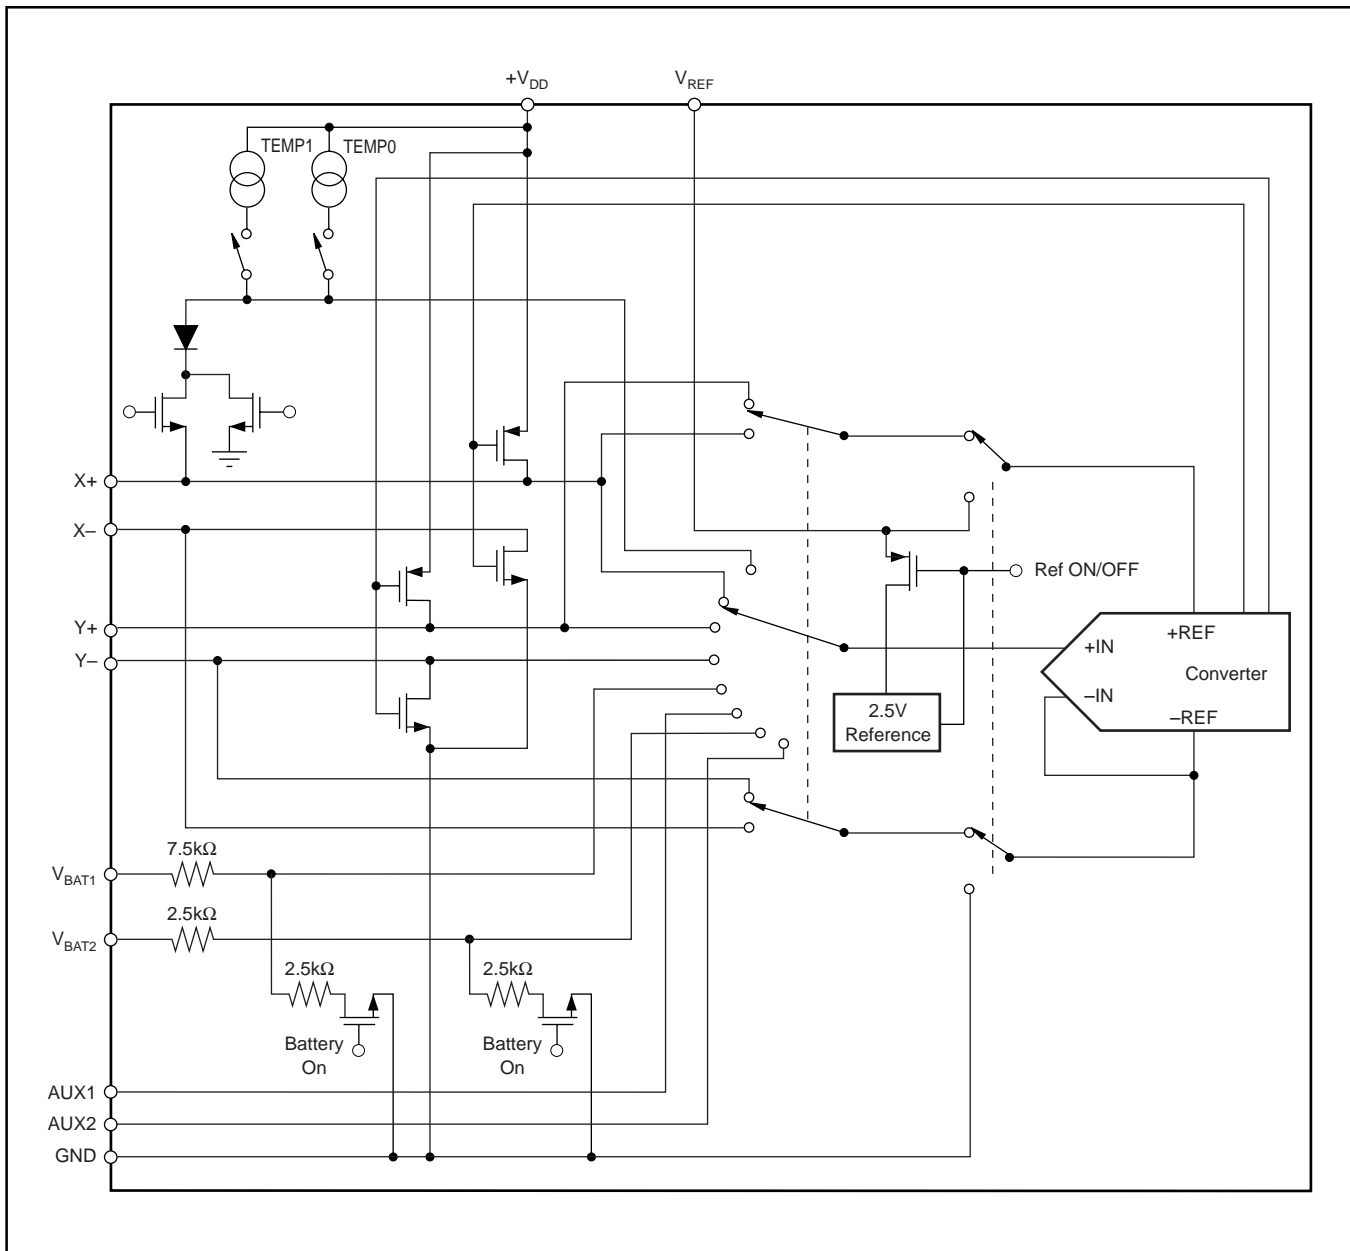 +VDD
VREF
TEMP1
TEMP0
X+
X–
Y+
Y–
Ref ON/OFF
+IN
+REF
Converter
–IN
–REF
2.5V
Reference
7.5kΩ
VBAT1
2.5kΩ
VBAT2
2.5kΩ
2.5kΩ
Battery
On
Battery
On
AUX1
AUX2
GND